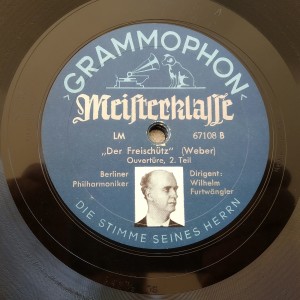 GRAMMOPHON
Meisterklasse
LM 67108 B
„Der Freischütz" (Weber)
Ouvertüre, 2. Teil
Berliner Philharmoniker
Dirigent: Wilhelm Furtwängler
DIE STIMME SEINES HERRN